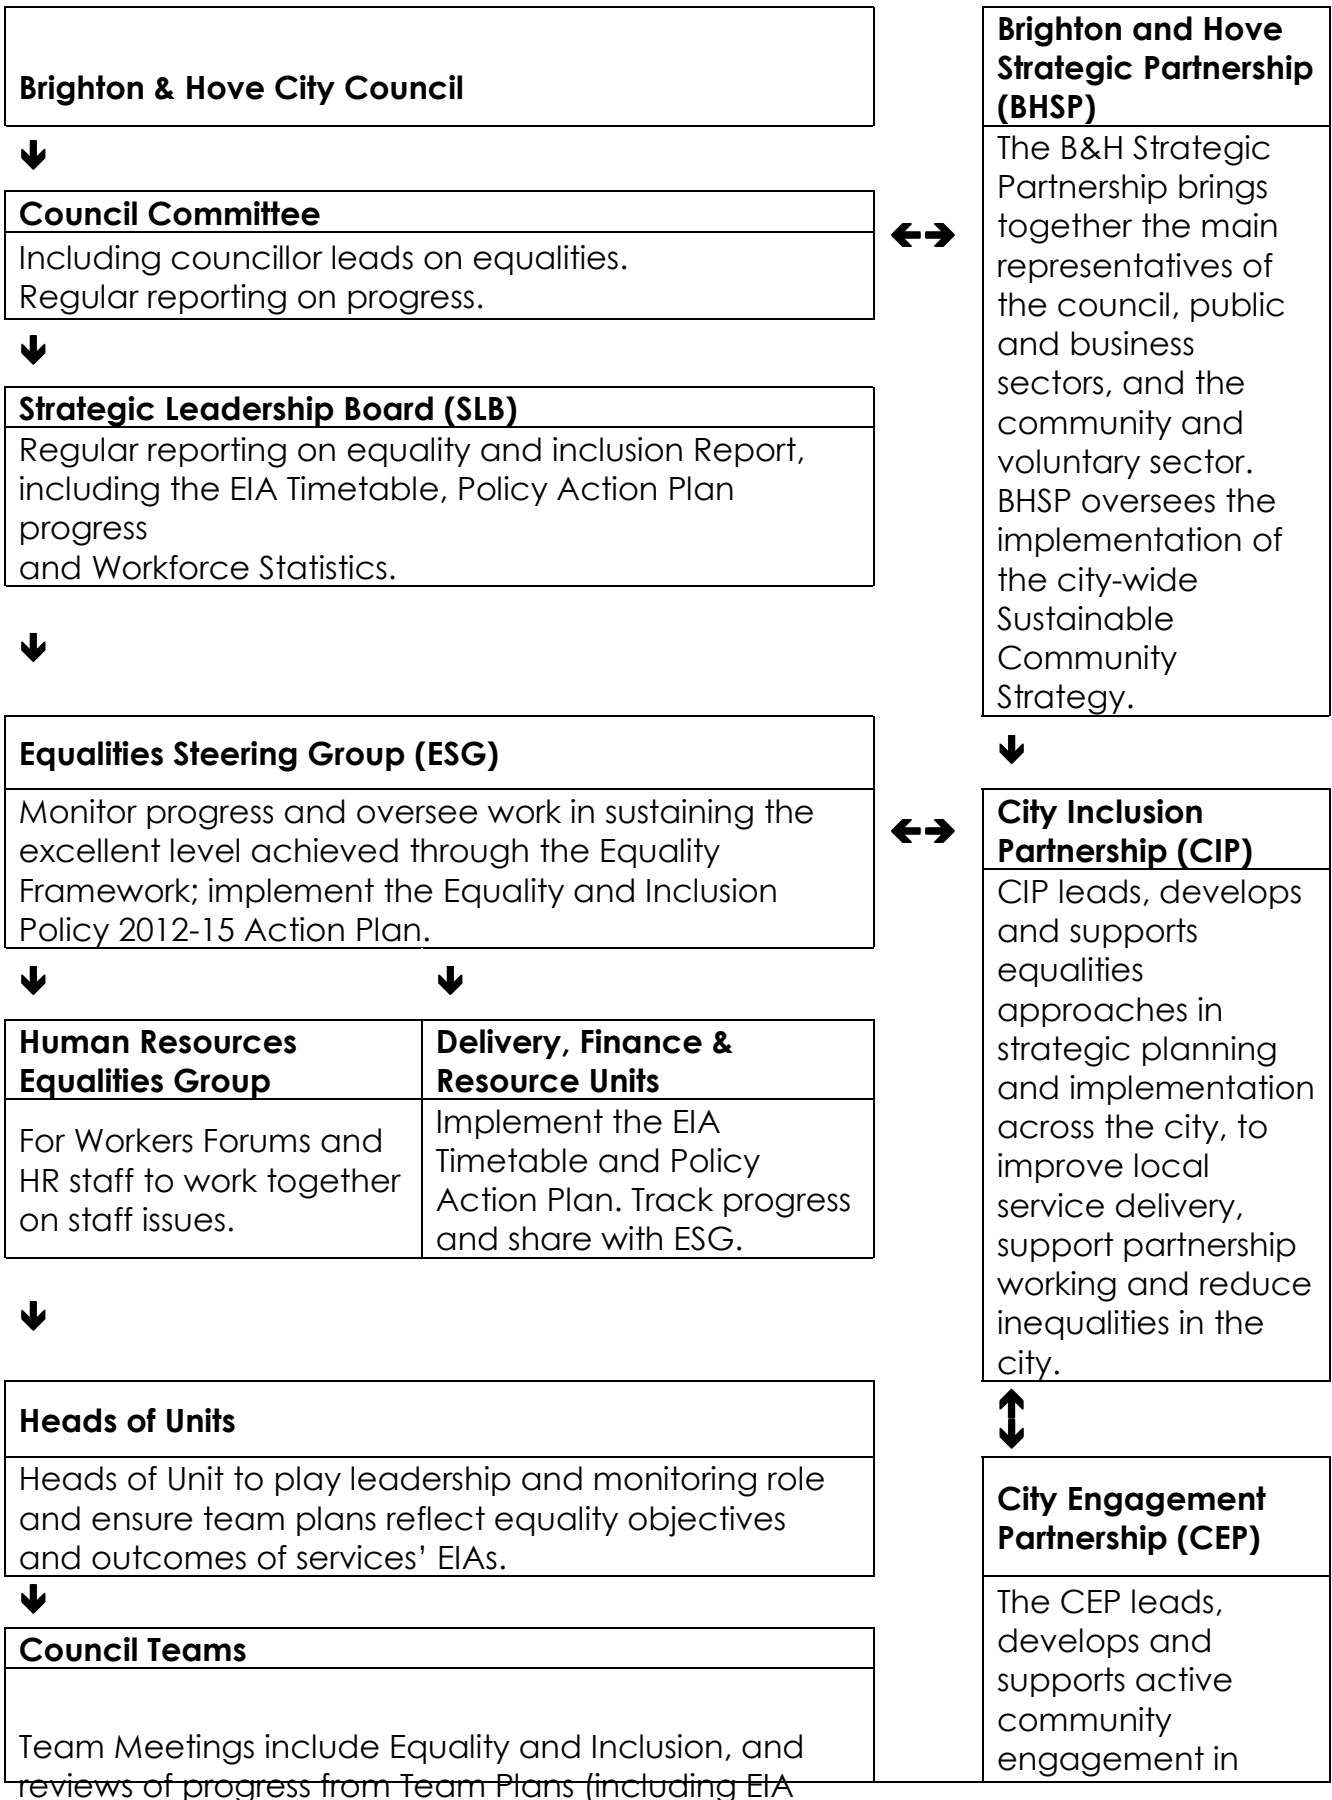 Brighton & Hove City Council
Council Committee
Including councillor leads on equalities.
Regular reporting on progress.
Strategic Leadership Board (SLB)
Regular reporting on equality and inclusion Report,
including the EIA Timetable, Policy Action Plan
progress
and Workforce Statistics.
Equalities Steering Group (ESG)
Monitor progress and oversee work in sustaining the
excellent level achieved through the Equality
Framework; implement the Equality and Inclusion
Policy 2012-15 Action Plan.
Human Resources
Equalities Group
For Workers Forums and
HR staff to work together
on staff issues.
Delivery, Finance &
Resource Units
Implement the EIA
Timetable and Policy
Action Plan. Track progress
and share with ESG.
Heads of Units
Heads of Unit to play leadership and monitoring role
and ensure team plans reflect equality objectives
and outcomes of services’ EIAs.
Council Teams
Team Meetings include Equality and Inclusion, and
reviews of progress from Team Plans (including EIA
Brighton and Hove
Strategic Partnership
(BHSP)
The B&H Strategic
Partnership brings
together the main
representatives of
the council, public
and business
sectors, and the
community and
voluntary sector.
BHSP oversees the
implementation of
the city-wide
Sustainable
Community
Strategy.
City Inclusion
Partnership (CIP)
CIP leads, develops
and supports
equalities
approaches in
strategic planning
and implementation
across the city, to
improve local
service delivery,
support partnership
working and reduce
inequalities in the
city.
City Engagement
Partnership (CEP)
The CEP leads,
develops and
supports active
community
engagement in